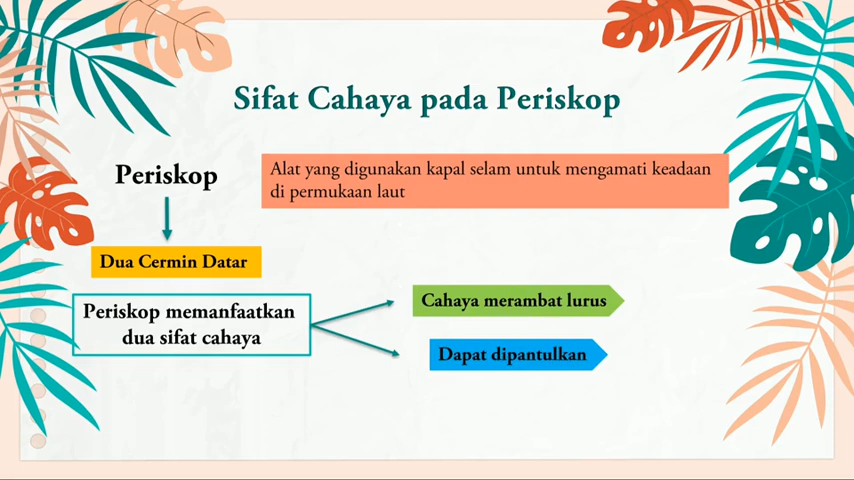 Sifat Cahaya pada Periskop
Periskop
Alat yang digunakan kapal selam untuk mengamati keadaan
di permukaan laut
Dua Cermin Datar
Periskop memanfaatkan
dua sifat cahaya
Cahaya merambat lurus
Dapat dipantulkan